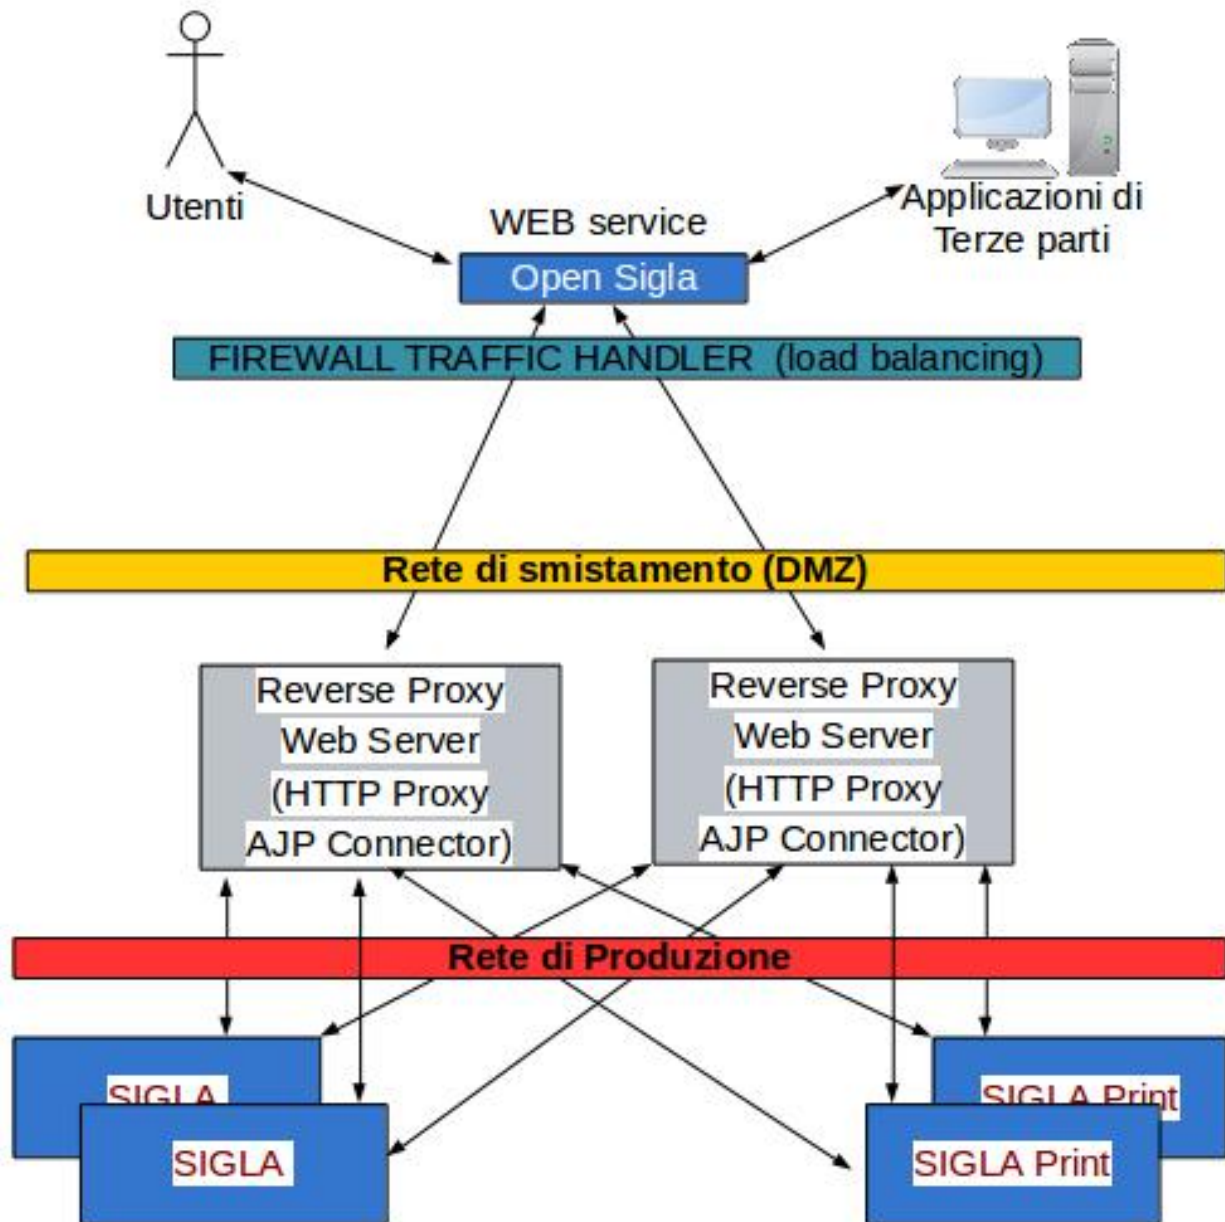 Utenti
Applicazioni di
Terze parti
WEB service
Open Sigla
FIREWALL TRAFFIC HANDLER (load balancing)
Rete di smistamento (DMZ)
Reverse Proxy
Web Server
(HTTP Proxy
AJP Connector)
Reverse Proxy
Web Server
(HTTP Proxy
AJP Connector)
Rete di Produzione
SIGLA
SIGLA
SIGLA Print
SIGLA Print